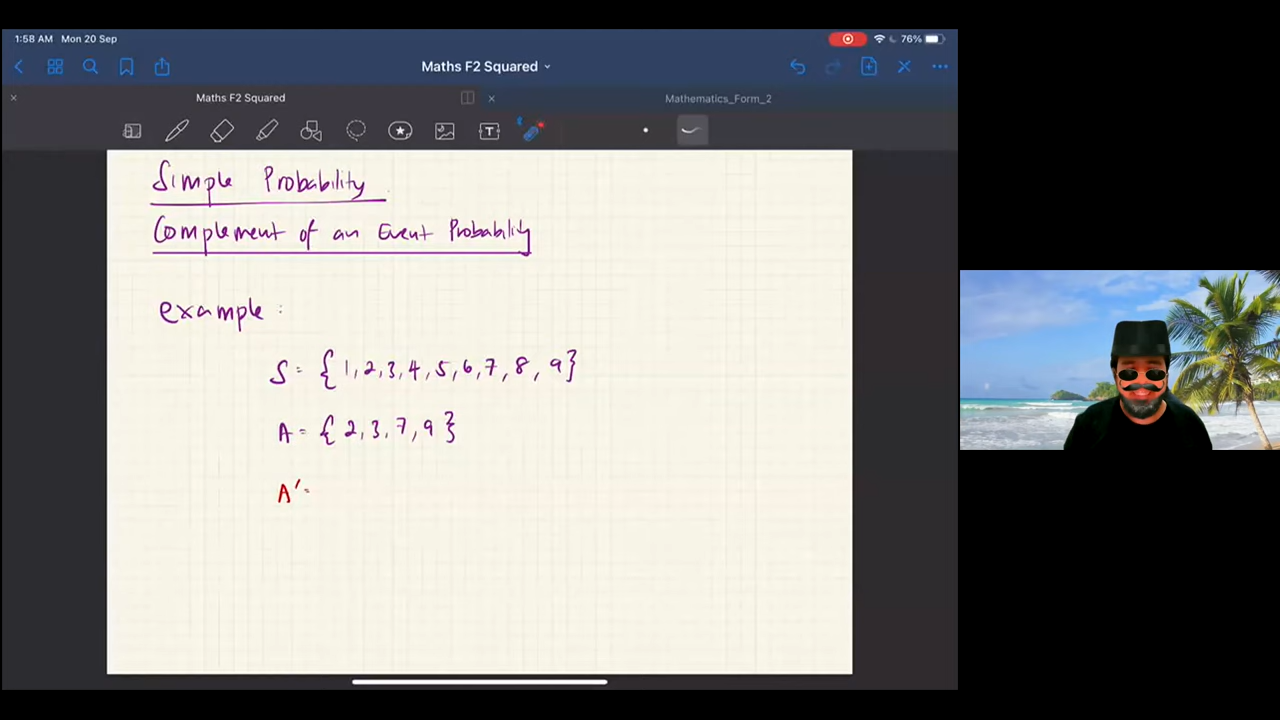 1:58 AM Mon 20 Sep 76%
Maths F2 Squared
Maths F2 Squared Mathematics_Form_2
T
Simple Probability
Complement of an Event Probability
example :
S = { 1, 2, 3, 4, 5, 6, 7, 8, 9 }
A = { 2, 3, 7, 9 }
A' =